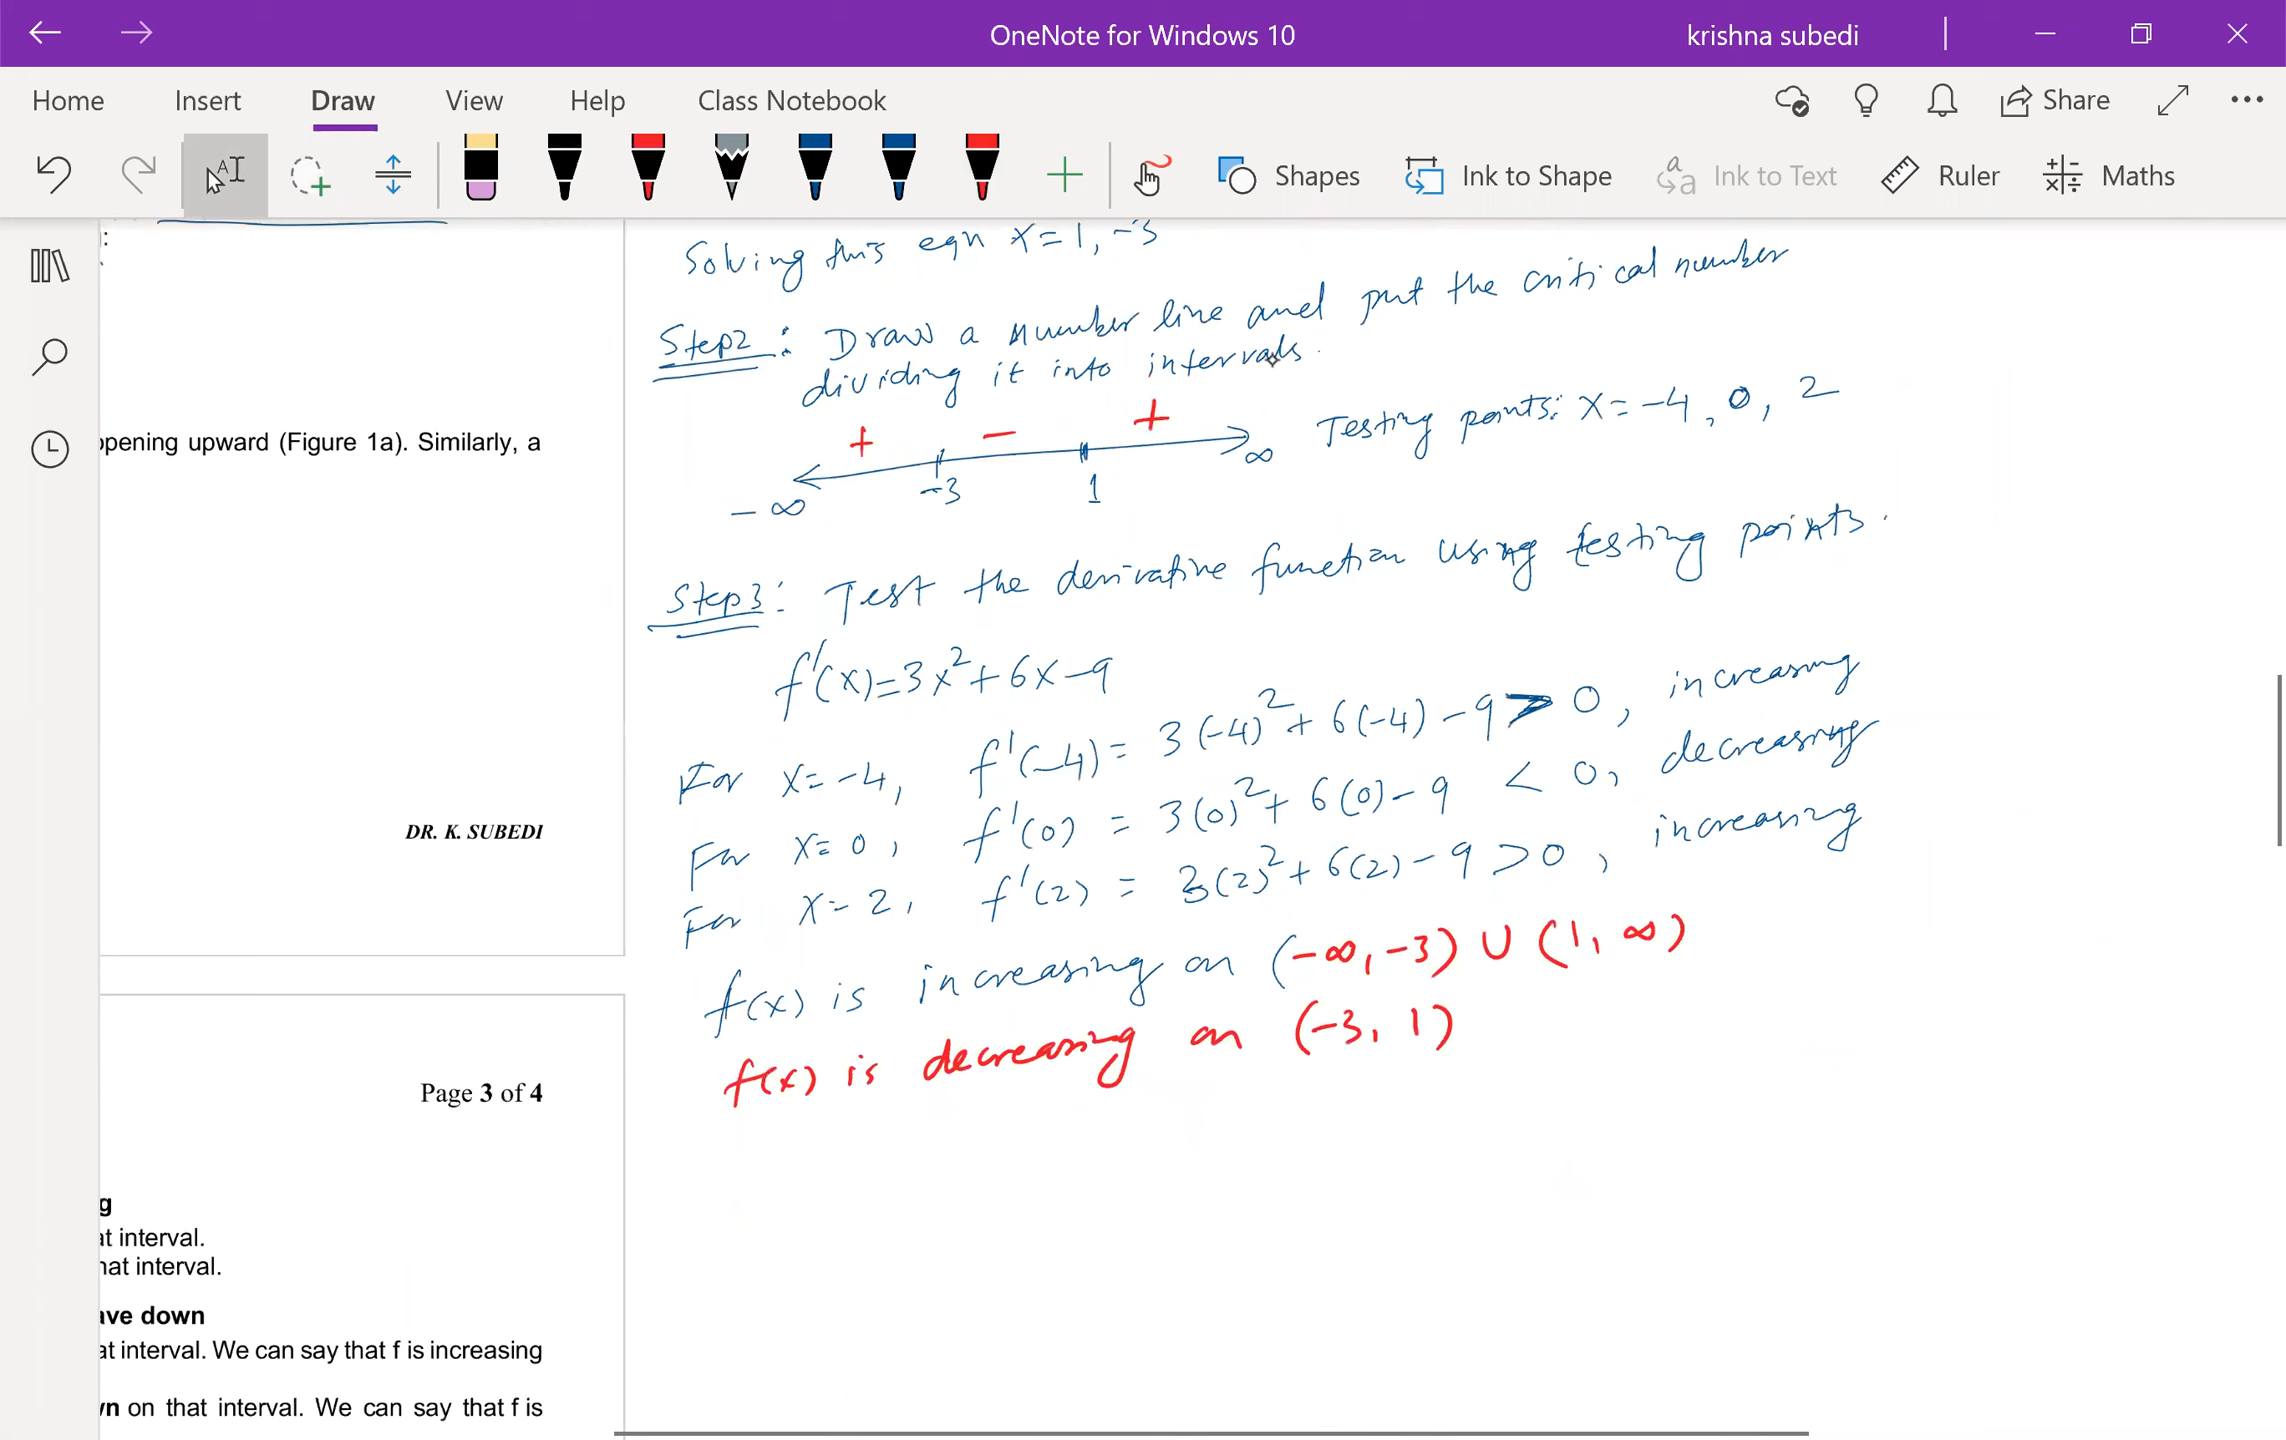 OneNote for Windows 10
krishna subedi
Home Insert Draw View Help Class Notebook Share
Shapes Ink to Shape Ink to Text Ruler Maths
Solving this eqn x=1, -3
Step2: Draw a number line and put the critical number
dividing it into intervals.
+ - +
-∞ -3 1 ∞
Testing points: x=-4, 0, 2
Step3: Test the derivative function using testing points.
f'(x)=3x²+6x-9
For x=-4, f'(-4)= 3(-4)²+6(-4)-9 > 0, increasing
For x=0, f'(0) = 3(0)²+6(0)-9 < 0, decreasing
For x=2, f'(2) = 3(2)²+6(2)-9 >0, increasing
f(x) is increasing on (-∞,-3) ∪ (1, ∞)
f(x) is decreasing on (-3, 1)
pening upward (Figure 1a). Similarly, a
DR. K. SUBEDI
Page 3 of 4
g
at interval.
hat interval.
ave down
at interval. We can say that f is increasing
vn on that interval. We can say that f is